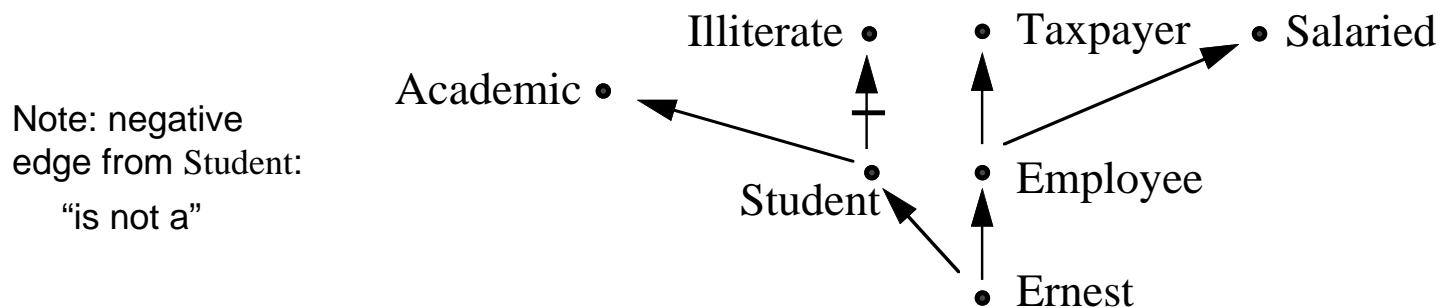 Note: negative
edge from Student:
“is not a”
Illiterate
Taxpayer
Salaried
Academic
Student
Employee
Ernest